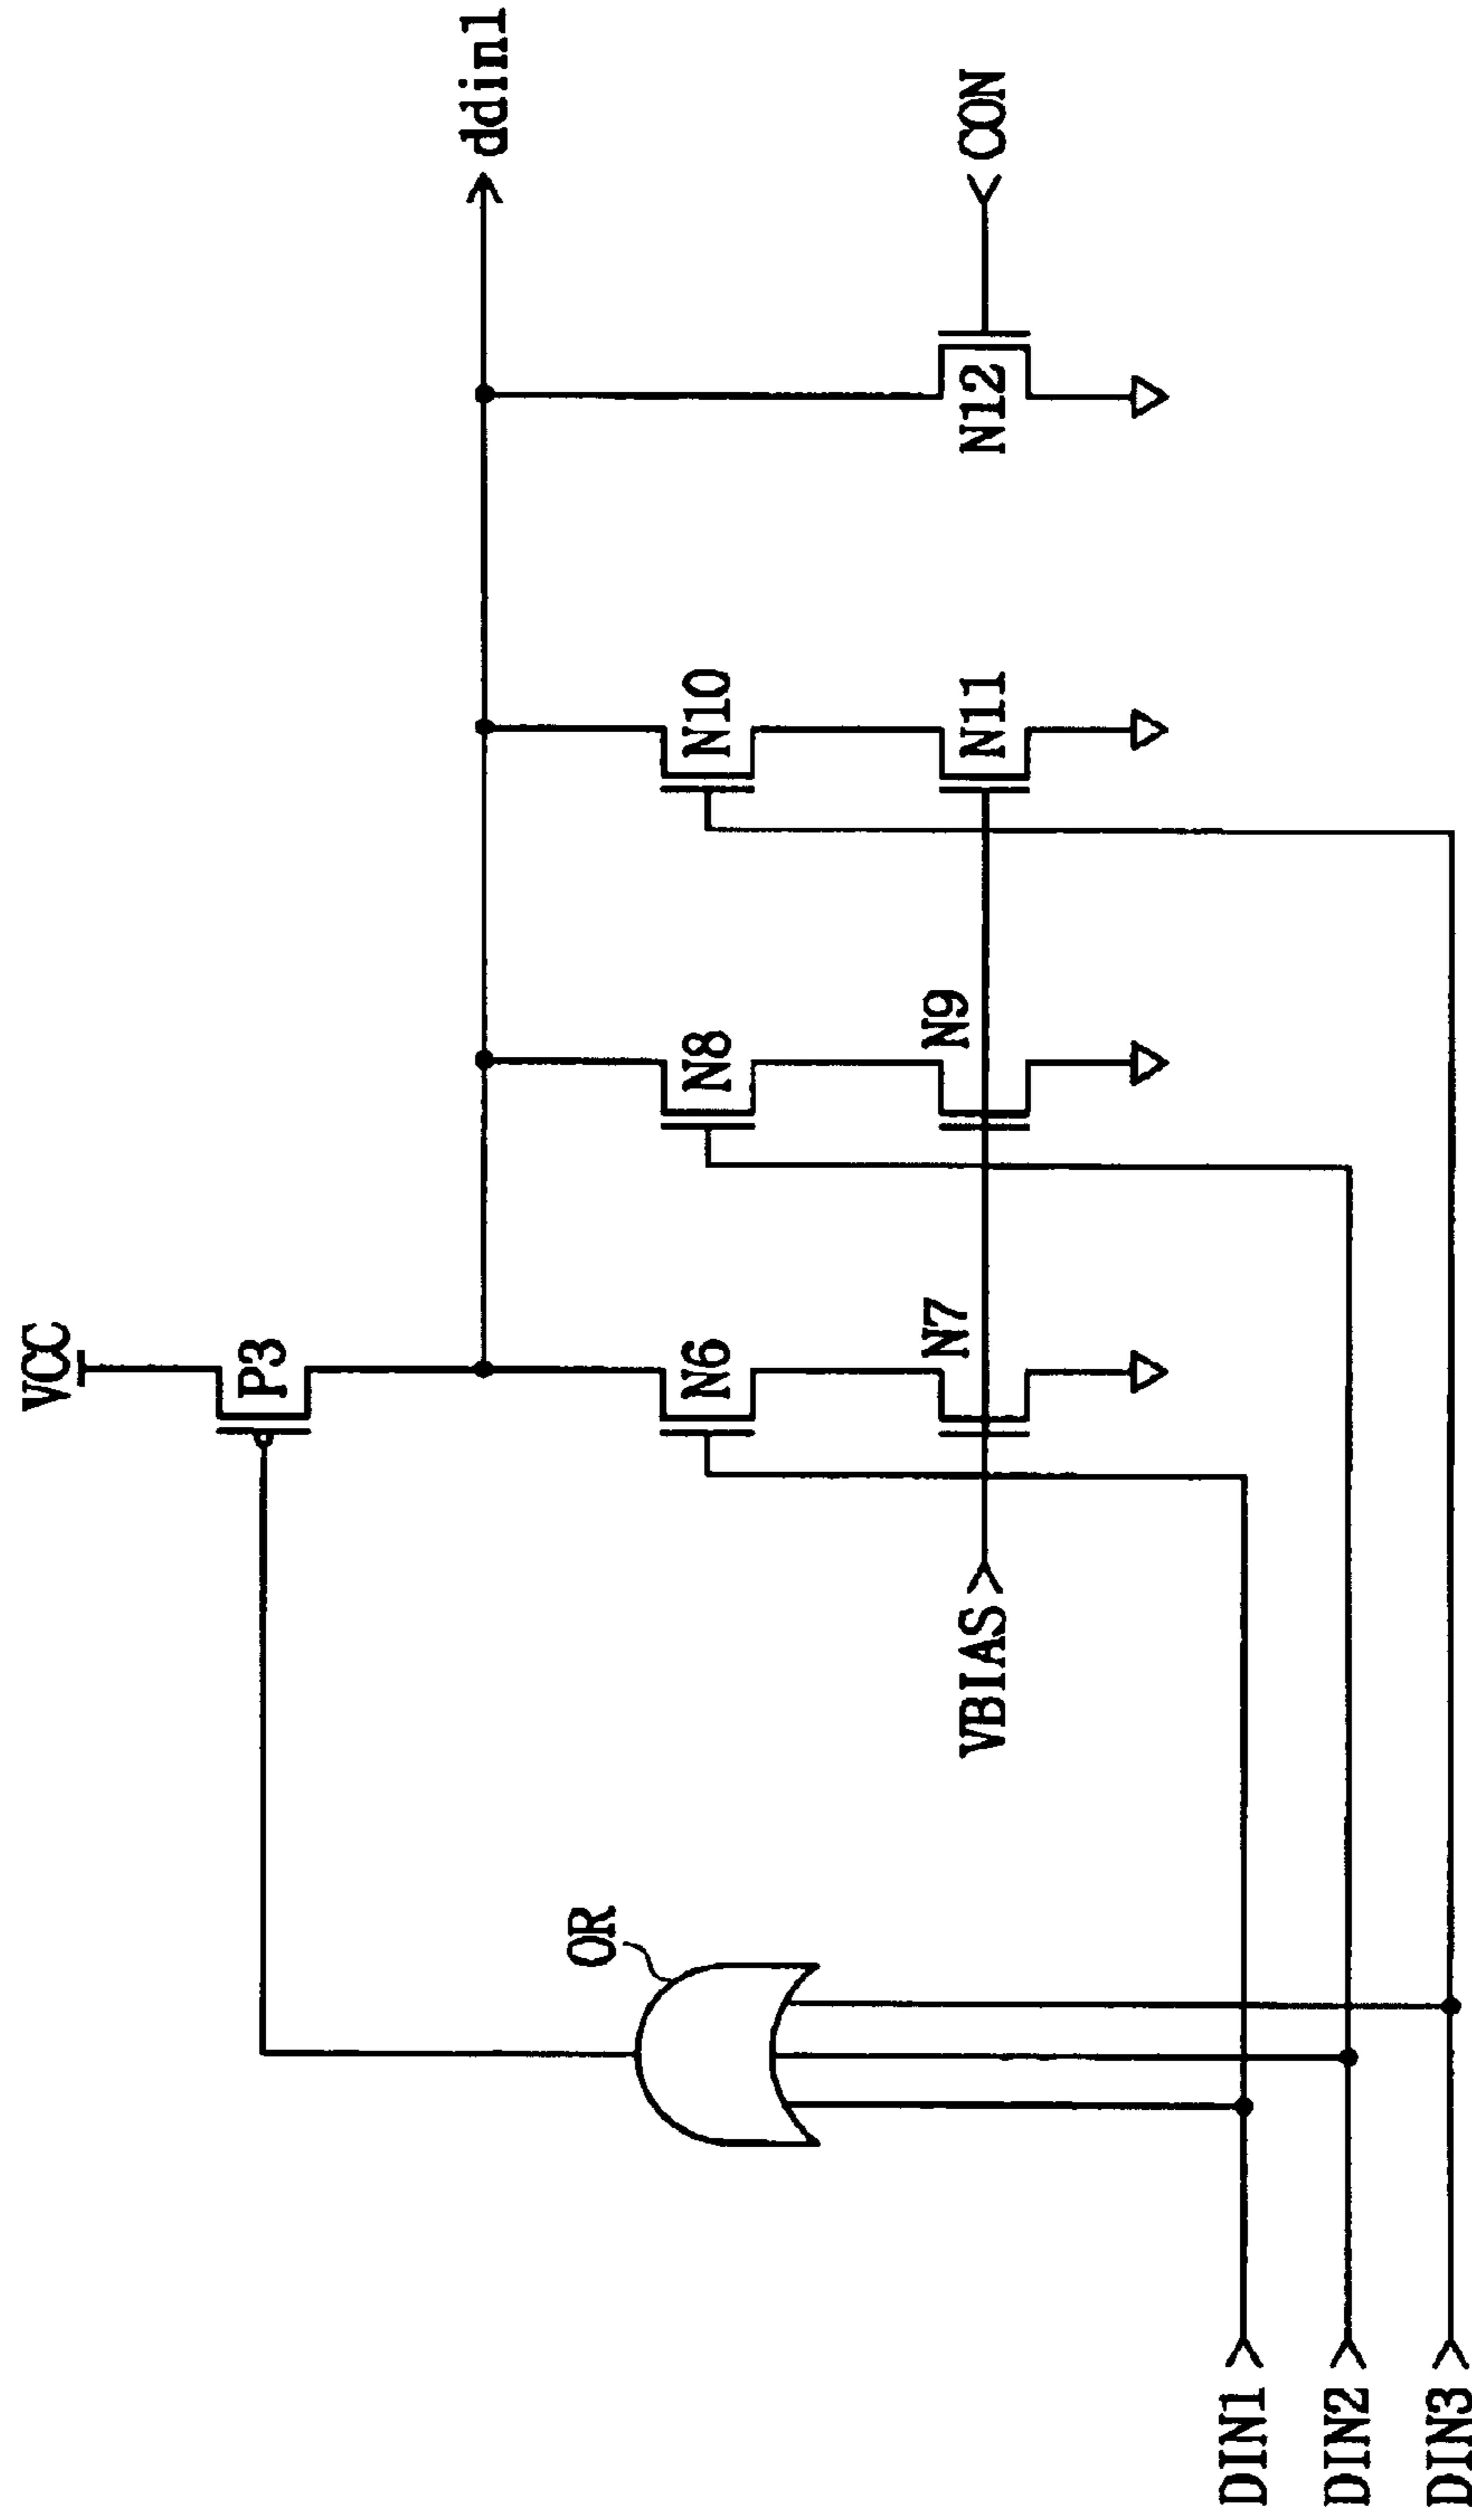 VCC
P3
ddin1
OR
N6
N8
N10
N7
N9
N11
N12
VBIAS
CON
DIN1
DIN2
DIN3